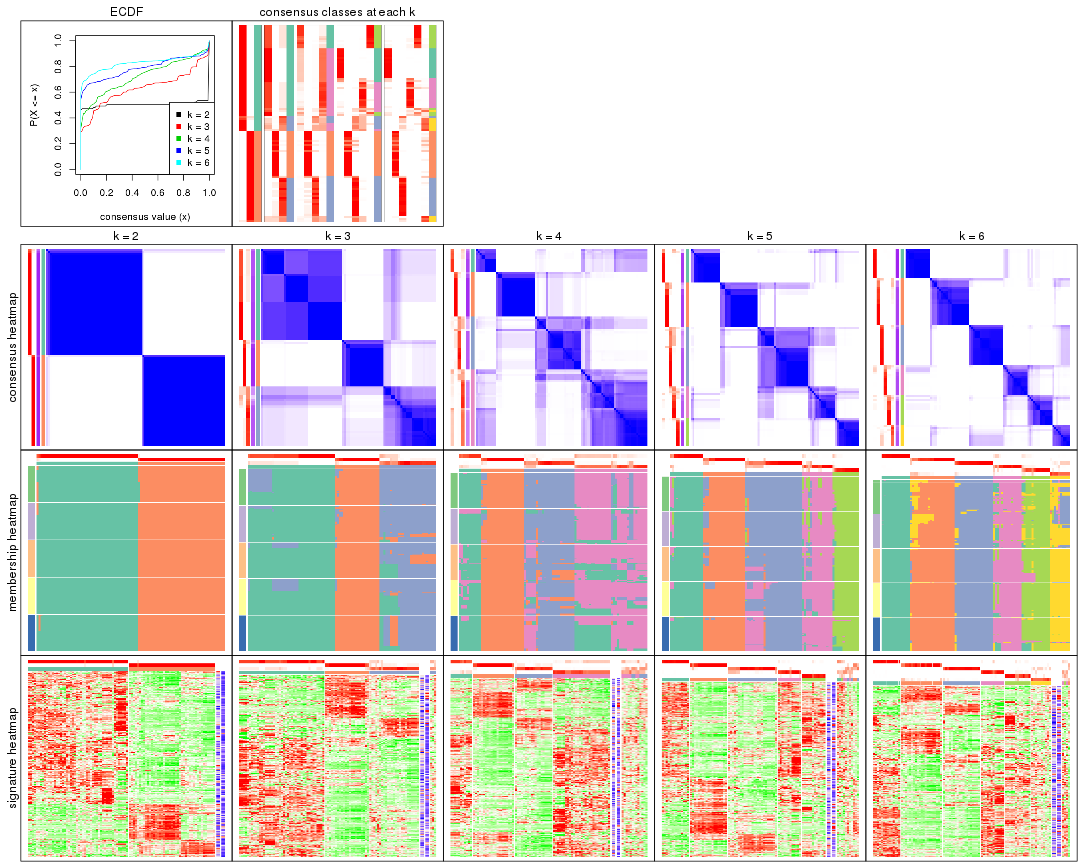 ECDF
consensus classes at each k
P(X <= x)
0.0
0.2
0.4
0.6
0.8
1.0
k = 2
k = 3
k = 4
k = 5
k = 6
0.0 0.2 0.4 0.6 0.8 1.0
consensus value (x)
k = 2
k = 3
k = 4
k = 5
k = 6
consensus heatmap
membership heatmap
signature heatmap